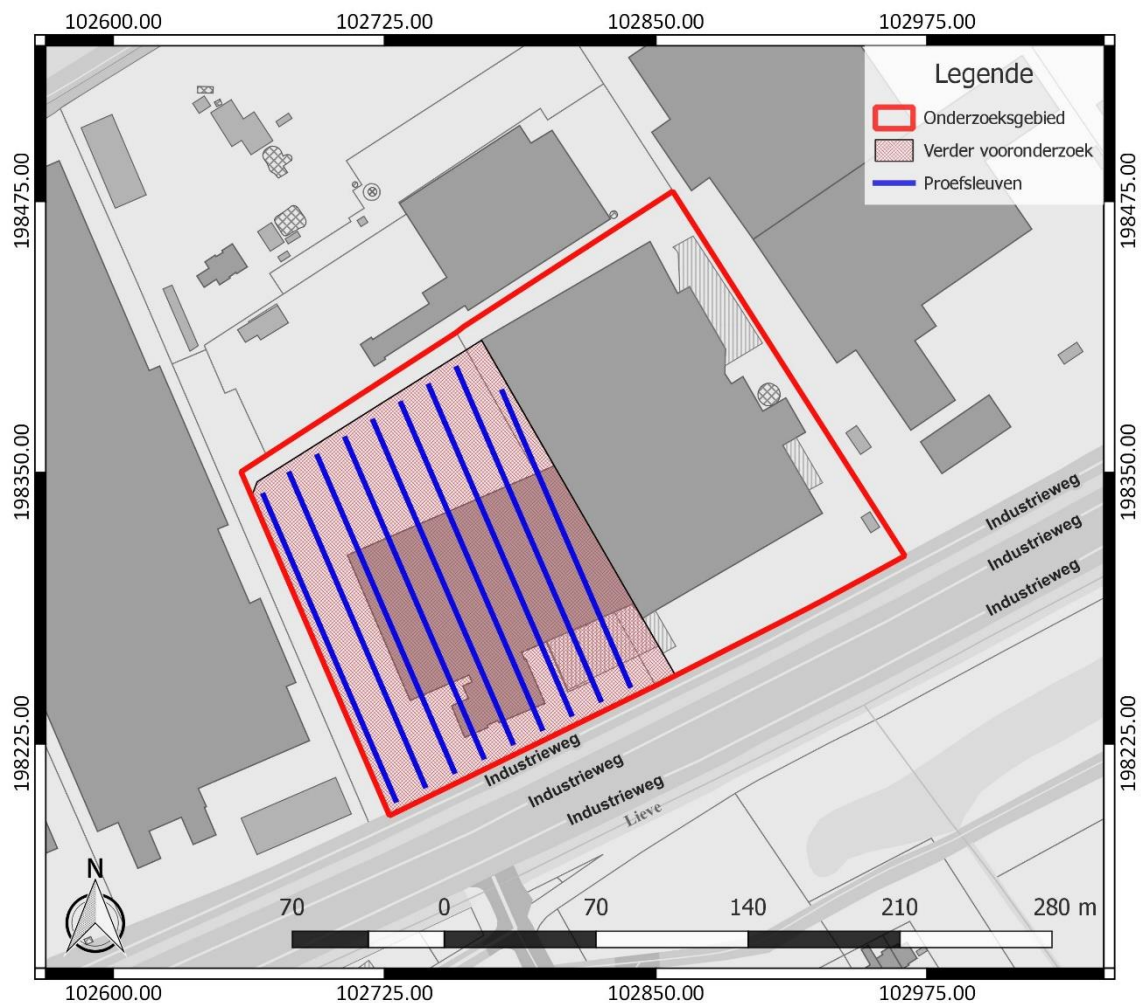 102600.00 102725.00 102850.00 102975.00
Legende
Onderzoeksgebied
Verder vooronderzoek
Proefsleuven
198475.00 198475.00
198350.00 198350.00
Industrieweg
Industrieweg
Industrieweg
198225.00 198225.00
Industrieweg
Industrieweg
Industrieweg
Lieve
N
70 0 70 140 210 280 m
102600.00 102725.00 102850.00 102975.00